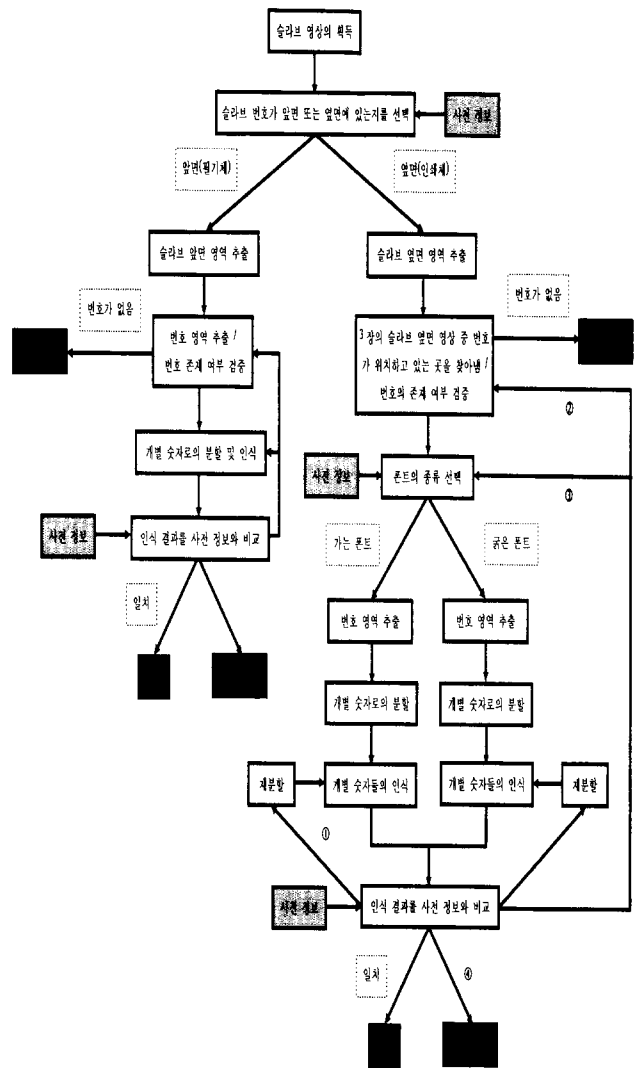 슬라브 영상의 획득
슬라브 번호가 앞면 또는 옆면에 있는지를 선택
사전 정보
앞면(필기체)
옆면(인쇄체)
슬라브 앞면 영역 추출
슬라브 옆면 영역 추출
번호가 없음
번호가 없음
번호 영역 추출 /
번호 존재 여부 검증
3장의 슬라브 옆면 영상 중 번호
가 위치하고 있는 곳을 찾아냄 /
번호의 존재 여부 검증
②
개별 숫자로의 분할 및 인식
사전 정보
폰트의 종류 선택
③
사전 정보
인식 결과를 사전 정보와 비교
가는 폰트
굵은 폰트
일치
번호 영역 추출
번호 영역 추출
개별 숫자로의 분할
개별 숫자로의 분할
재분할
개별 숫자들의 인식
개별 숫자들의 인식
재분할
①
사전 정보
인식 결과를 사전 정보와 비교
일치
④